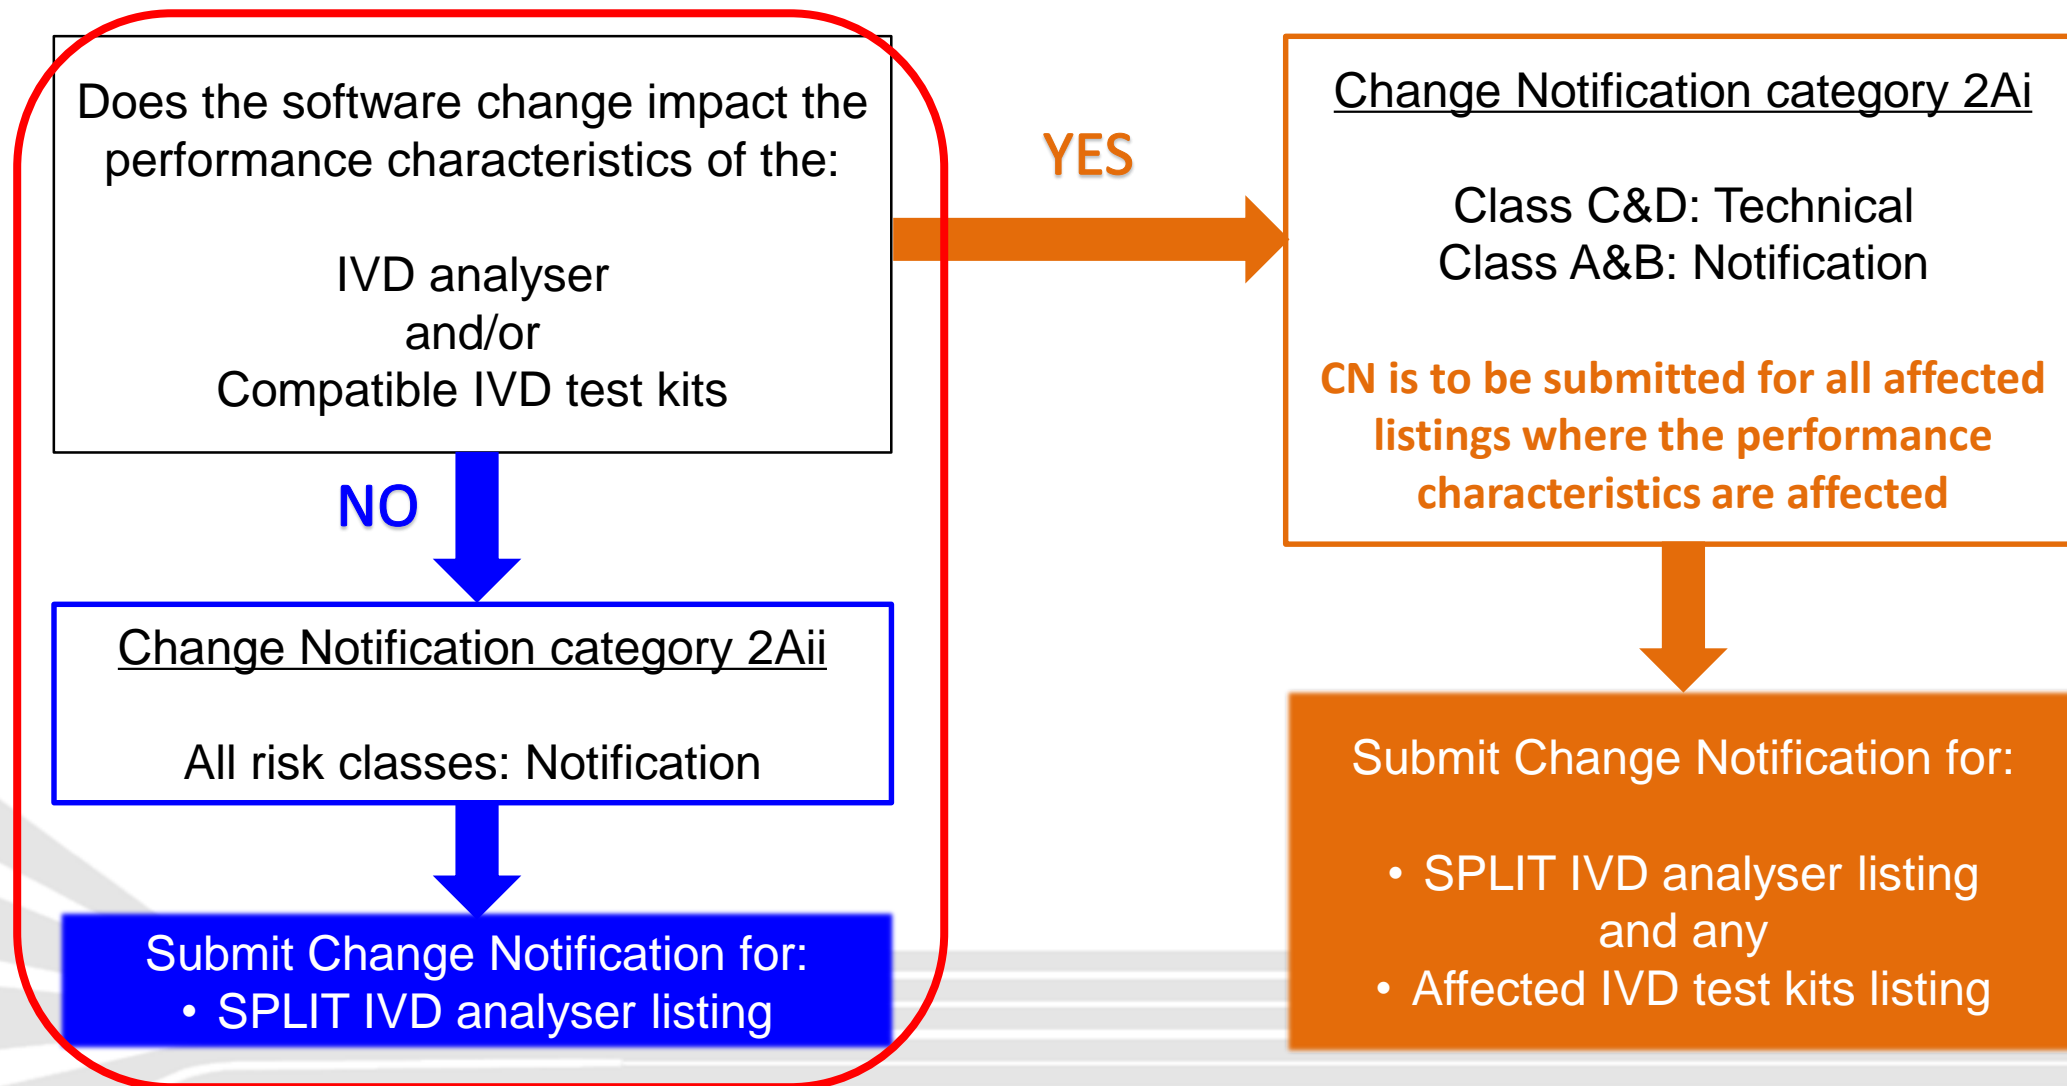 Does the software change impact the
performance characteristics of the:
IVD analyser
and/or
Compatible IVD test kits
YES
Change Notification category 2Ai
Class C&D: Technical
Class A&B: Notification
CN is to be submitted for all affected
listings where the performance
characteristics are affected
NO
Change Notification category 2Aii
All risk classes: Notification
Submit Change Notification for:
• SPLIT IVD analyser listing
Submit Change Notification for:
• SPLIT IVD analyser listing
and any
• Affected IVD test kits listing